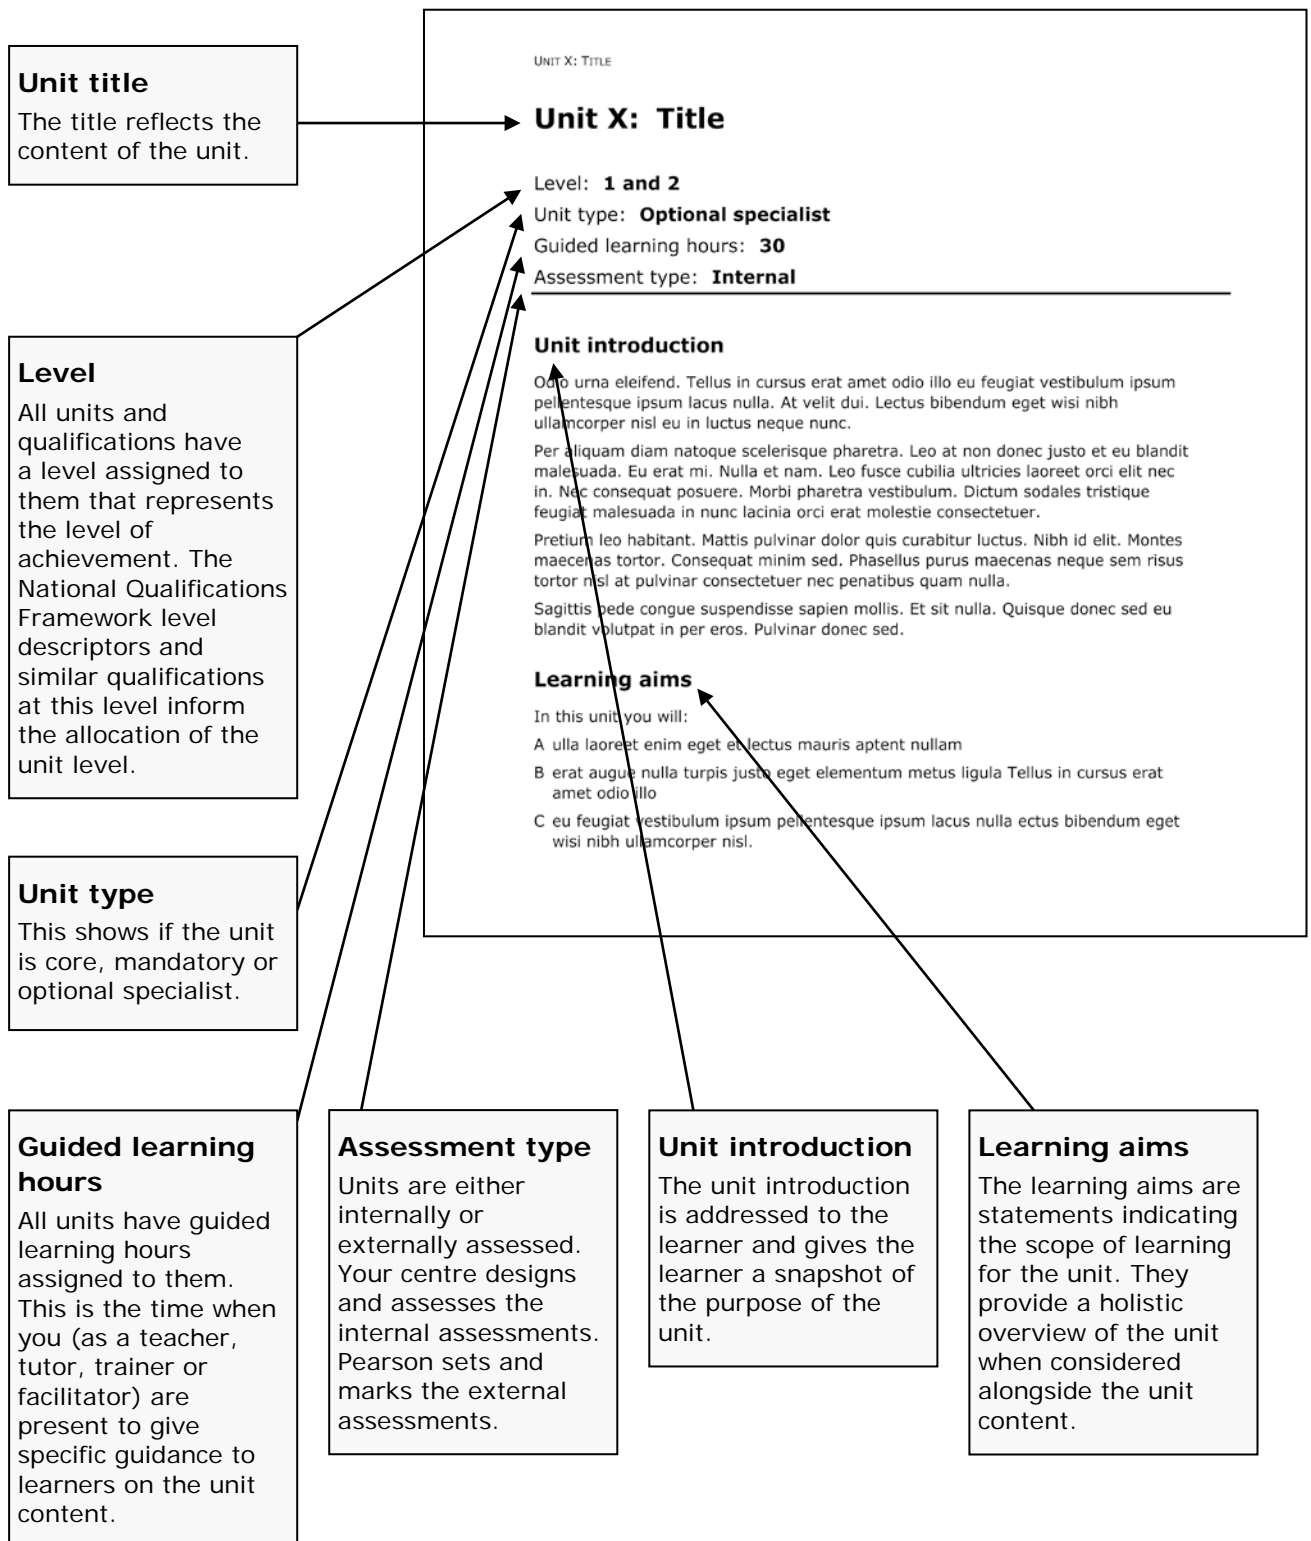 Unit title
The title reflects the
content of the unit.
Level
All units and
qualifications have
a level assigned to
them that represents
the level of
achievement. The
National Qualifications
Framework level
descriptors and
similar qualifications
at this level inform
the allocation of the
unit level.
Unit type
This shows if the unit
is core, mandatory or
optional specialist.
Guided learning
hours
All units have guided
learning hours
assigned to them.
This is the time when
you (as a teacher,
tutor, trainer or
facilitator) are
present to give
specific guidance to
learners on the unit
content.
UNIT X: TITLE
Unit X: Title
Level: 1 and 2
Unit type: Optional specialist
Guided learning hours: 30
Assessment type: Internal
Unit introduction
Odio urna eleifend. Tellus in cursus erat amet odio illo eu feugiat vestibulum ipsum
pellentesque ipsum lacus nulla. At velit dui. Lectus bibendum eget wisi nibh
ullamcorper nisl eu in luctus neque nunc.
Per aliquam diam natoque scelerisque pharetra. Leo at non donec justo et eu blandit
malesuada. Eu erat mi. Nulla et nam. Leo fusce cubilia ultricies laoreet orci elit nec
in. Nec consequat posuere. Morbi pharetra vestibulum. Dictum sodales tristique
feugiat malesuada in nunc lacinia orci erat molestie consectetuer.
Pretium leo habitant. Mattis pulvinar dolor quis curabitur luctus. Nibh id elit. Montes
maecenas tortor. Consequat minim sed. Phasellus purus maecenas neque sem risus
tortor nisl at pulvinar consectetuer nec penatibus quam nulla.
Sagittis pede congue suspendisse sapien mollis. Et sit nulla. Quisque donec sed eu
blandit volutpat in per eros. Pulvinar donec sed.
Learning aims
In this unit you will:
A ulla laoreet enim eget et lectus mauris aptent nullam
B erat augue nulla turpis justo eget elementum metus ligula Tellus in cursus erat
amet odio illo
C eu feugiat vestibulum ipsum pellentesque ipsum lacus nulla ectus bibendum eget
wisi nibh ullamcorper nisl.
Assessment type
Units are either
internally or
externally assessed.
Your centre designs
and assesses the
internal assessments.
Pearson sets and
marks the external
assessments.
Unit introduction
The unit introduction
is addressed to the
learner and gives the
learner a snapshot of
the purpose of the
unit.
Learning aims
The learning aims are
statements indicating
the scope of learning
for the unit. They
provide a holistic
overview of the unit
when considered
alongside the unit
content.